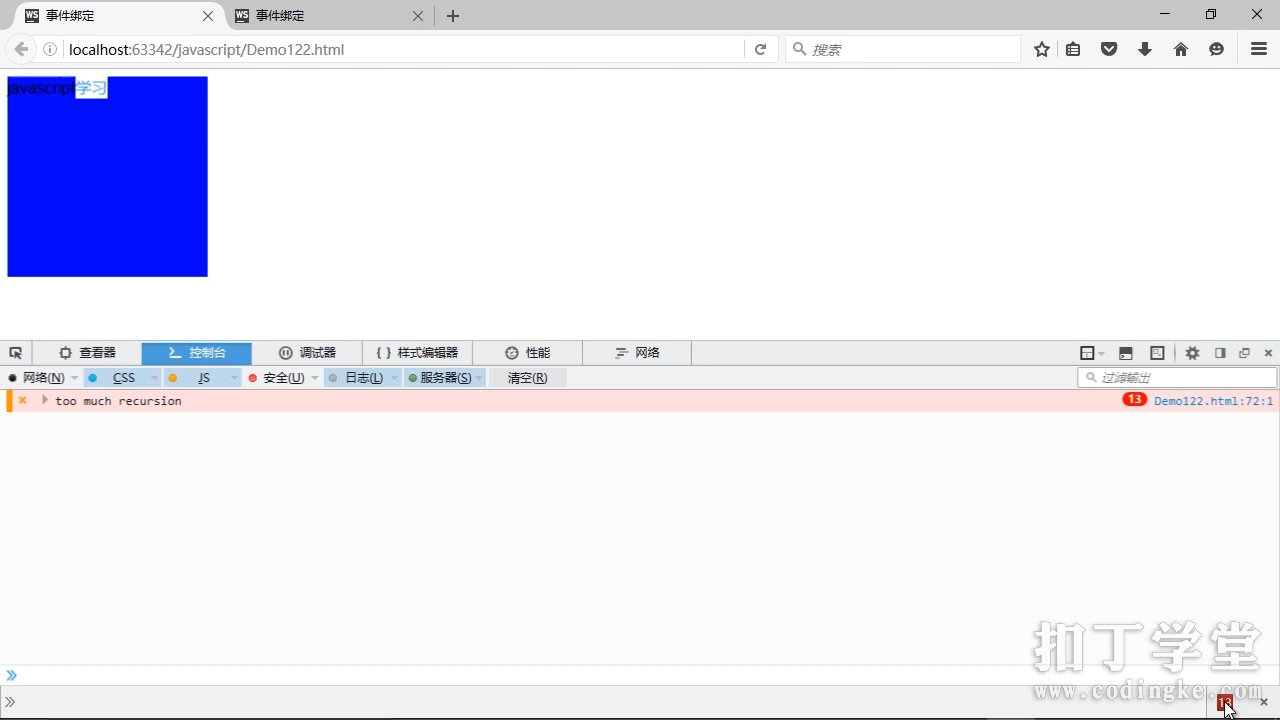 事件绑定
事件绑定
localhost:63342/javascript/Demo122.html
搜索
javascript学习
查看器 控制台 调试器 { } 样式编辑器 性能 网络
网络(N) CSS JS 安全(U) 日志(L) 服务器(S) 清空(R) 过滤输出
too much recursion 13 Demo122.html:72:1
扣丁学堂
www.codingke.com
13